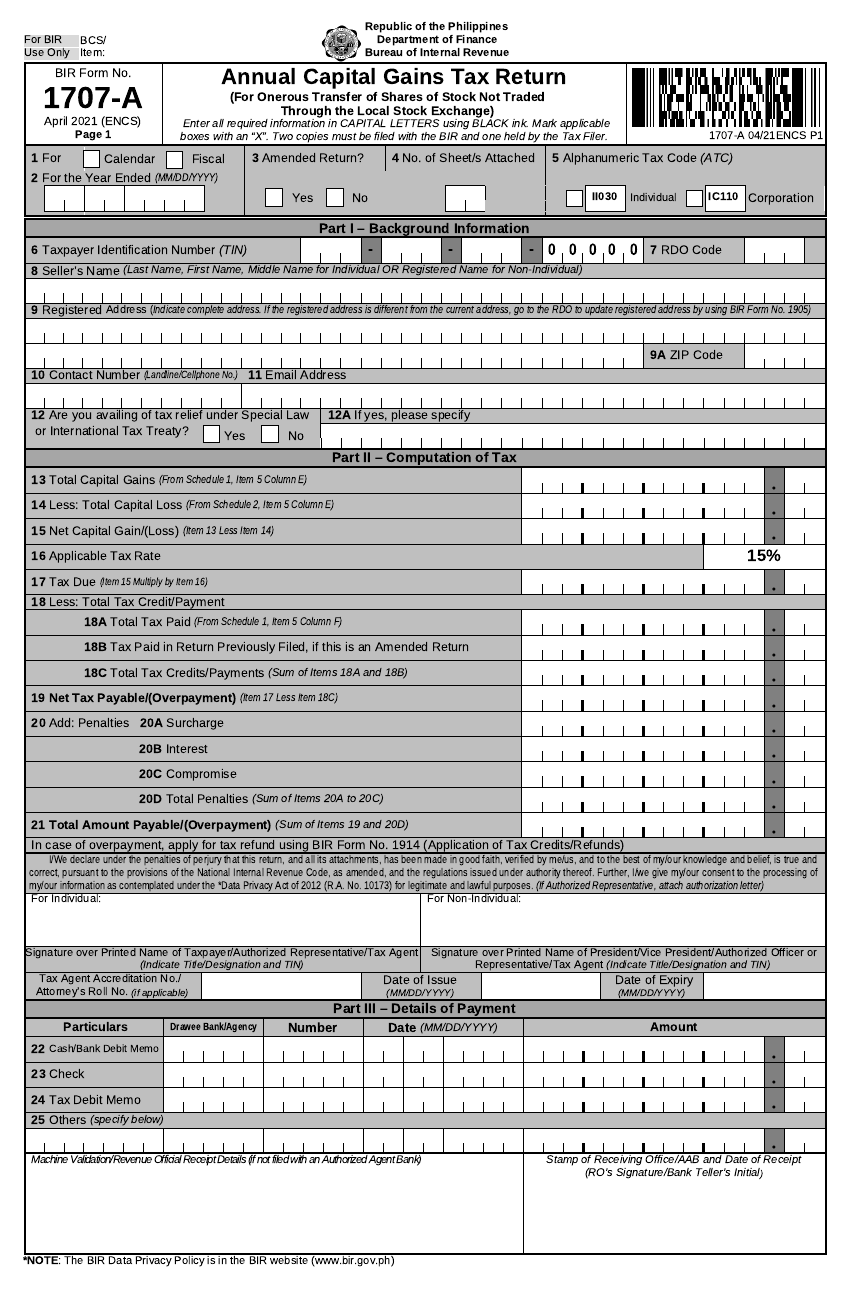 For BIR
Use Only
BCS/
Item:
Republic of the Philippines
Department of Finance
Bureau of Internal Revenue
BIR Form No.
1707-A
April 2021 (ENCS)
Page 1
Annual Capital Gains Tax Return
(For Onerous Transfer of Shares of Stock Not Traded
Through the Local Stock Exchange)
Enter all required information in CAPITAL LETTERS using BLACK ink. Mark applicable
boxes with an “X”. Two copies must be filed with the BIR and one held by the Tax Filer.
1707-A 04/21ENCS P1
1 For Calendar Fiscal
2 For the Year Ended (MM/DD/YYYY)
3 Amended Return?
Yes No
4 No. of Sheet/s Attached
5 Alphanumeric Tax Code (ATC)
II030 Individual IC110 Corporation
Part I – Background Information
6 Taxpayer Identification Number (TIN) - - - 0 0 0 0 0 7 RDO Code
8 Seller's Name (Last Name, First Name, Middle Name for Individual OR Registered Name for Non-Individual)
9 Registered Address (Indicate complete address. If the registered address is different from the current address, go to the RDO to update registered address by using BIR Form No. 1905)
9A ZIP Code
10 Contact Number (Landline/Cellphone No.) 11 Email Address
12 Are you availing of tax relief under Special Law
or International Tax Treaty? Yes No
12A If yes, please specify
Part II – Computation of Tax
13 Total Capital Gains (From Schedule 1, Item 5 Column E)
14 Less: Total Capital Loss (From Schedule 2, Item 5 Column E)
15 Net Capital Gain/(Loss) (Item 13 Less Item 14)
16 Applicable Tax Rate 15%
17 Tax Due (Item 15 Multiply by Item 16)
18 Less: Total Tax Credit/Payment
18A Total Tax Paid (From Schedule 1, Item 5 Column F)
18B Tax Paid in Return Previously Filed, if this is an Amended Return
18C Total Tax Credits/Payments (Sum of Items 18A and 18B)
19 Net Tax Payable/(Overpayment) (Item 17 Less Item 18C)
20 Add: Penalties 20A Surcharge
20B Interest
20C Compromise
20D Total Penalties (Sum of Items 20A to 20C)
21 Total Amount Payable/(Overpayment) (Sum of Items 19 and 20D)
In case of overpayment, apply for tax refund using BIR Form No. 1914 (Application of Tax Credits/Refunds)
I/We declare under the penalties of perjury that this return, and all its attachments, has been made in good faith, verified by me/us, and to the best of my/our knowledge and belief, is true and
correct, pursuant to the provisions of the National Internal Revenue Code, as amended, and the regulations issued under authority thereof. Further, I/we give my/our consent to the processing of
my/our information as contemplated under the *Data Privacy Act of 2012 (R.A. No. 10173) for legitimate and lawful purposes. (If Authorized Representative, attach authorization letter)
For Individual:
For Non-Individual:
Signature over Printed Name of Taxpayer/Authorized Representative/Tax Agent
(Indicate Title/Designation and TIN)
Signature over Printed Name of President/Vice President/Authorized Officer or
Representative/Tax Agent (Indicate Title/Designation and TIN)
Tax Agent Accreditation No./
Attorney's Roll No. (if applicable)
Date of Issue
(MM/DD/YYYY)
Date of Expiry
(MM/DD/YYYY)
Part III – Details of Payment
Particulars Drawee Bank/Agency Number Date (MM/DD/YYYY) Amount
22 Cash/Bank Debit Memo
23 Check
24 Tax Debit Memo
25 Others (specify below)
Machine Validation/Revenue Official Receipt Details (if not filed with an Authorized Agent Bank)
Stamp of Receiving Office/AAB and Date of Receipt
(RO's Signature/Bank Teller's Initial)
*NOTE: The BIR Data Privacy Policy is in the BIR website (www.bir.gov.ph)